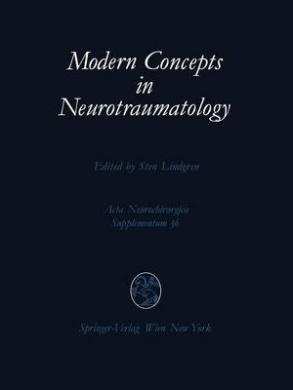 Modern Concepts
in
Neurotraumatology
Edited by Sten Lindgren
Acta Neurochirurgica
Supplementum 36
Springer-Verlag Wien New York